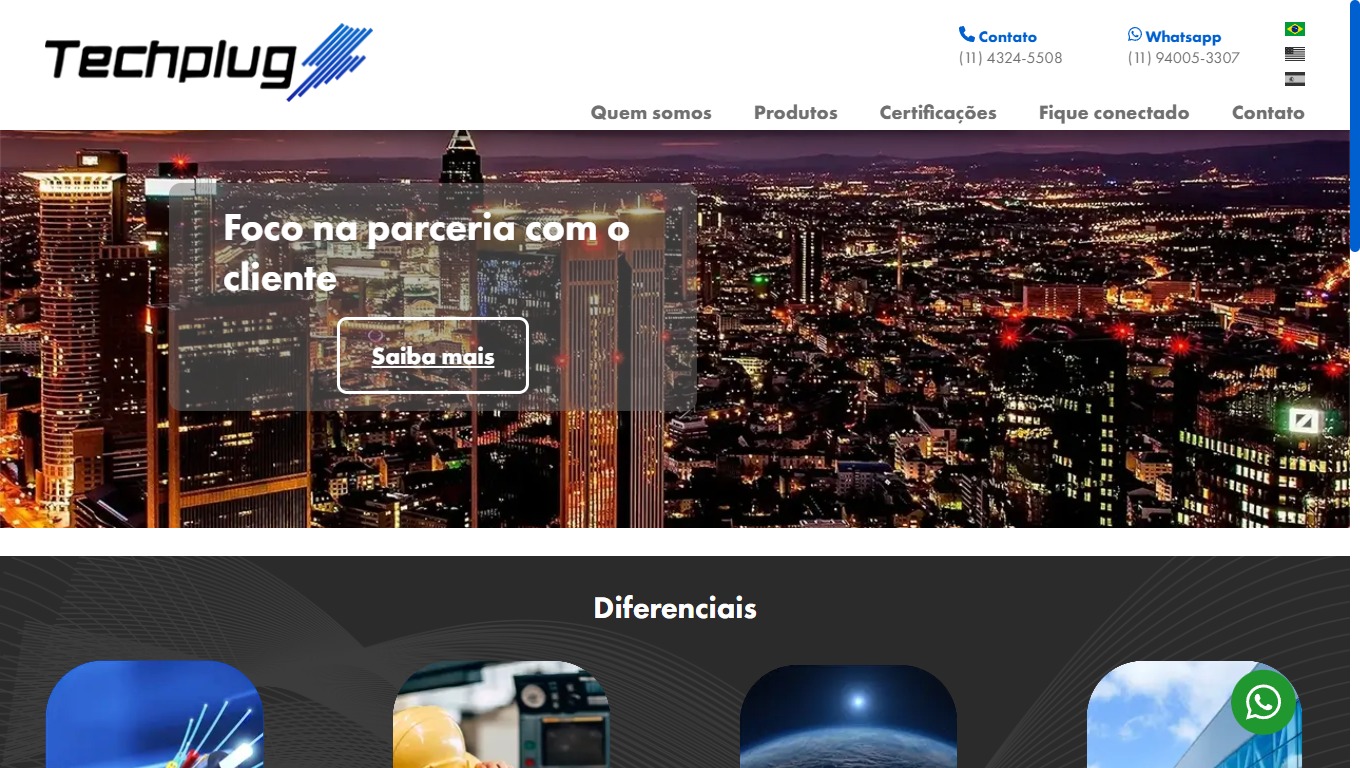 Techplug
Contato
(11) 4324-5508
Whatsapp
(11) 94005-3307
Quem somos
Produtos
Certificações
Fique conectado
Contato
Foco na parceria com o
cliente
Saiba mais
Diferenciais